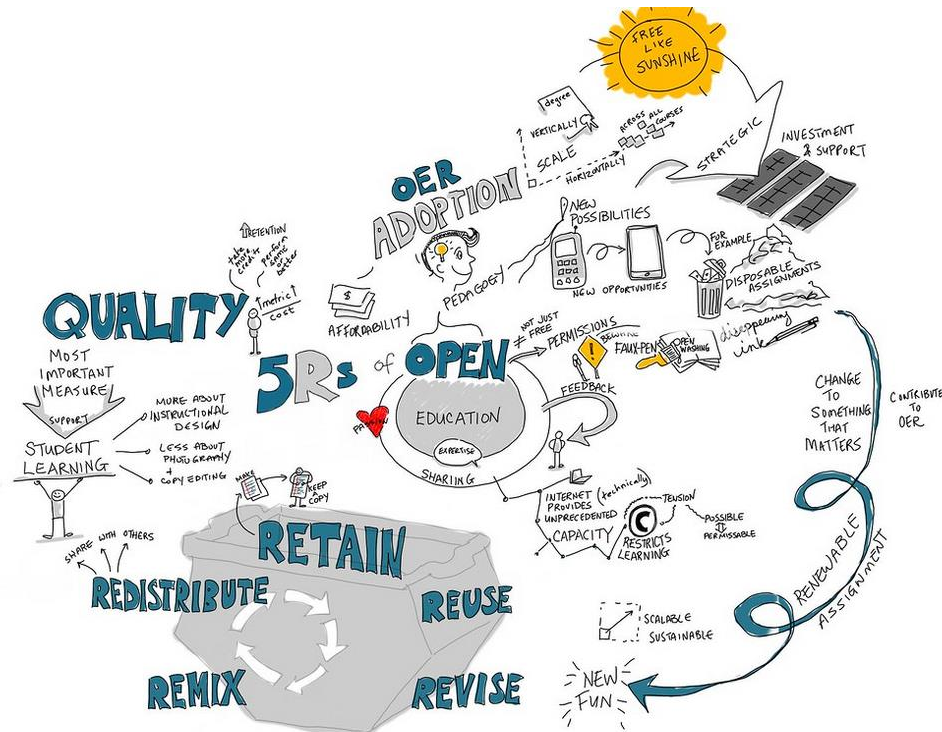 FREE
LIKE
SUNSHINE
degree
VERTICALLY
SCALE
HORIZONTALLY
ACROSS
ALL
COURSES
STRATEGIC
INVESTMENT
& SUPPORT
OER
ADOPTION
NEW
POSSIBILITIES
PEDAGOGY
NEW OPPORTUNITIES
FOR
EXAMPLE
DISPOSABLE
ASSIGNMENTS
disappearing
ink
RETENTION
take
more
credits
perform
same
or
better
metric
cost
$
AFFORDABILITY
QUALITY
MOST
IMPORTANT
MEASURE
SUPPORT
STUDENT
LEARNING
MORE ABOUT
INSTRUCTIONAL
DESIGN
LESS ABOUT
PHOTOGRAPHY
+
COPY EDITING
5Rs of OPEN
EDUCATION
EXPERTISE
SHARIING
≠ NOT JUST
FREE
PERMISSIONS
BEWARE
!
FAUX-PEN
OPEN
WASHING
FEEDBACK
INTERNET (technically)
PROVIDES
UNPRECEDENTED
CAPACITY
C
RESTRICTS
LEARNING
TENSION
POSSIBLE
PERMISSABLE
CHANGE
TO
SOMETHING
THAT
MATTERS
CONTRIBUTE
TO
OER
RENEWABLE
ASSIGNMENT
SCALABLE
SUSTAINABLE
NEW
FUN
MAKE
KEEP
A
COPY
RETAIN
SHARE WITH OTHERS
REDISTRIBUTE
REUSE
REMIX
REVISE